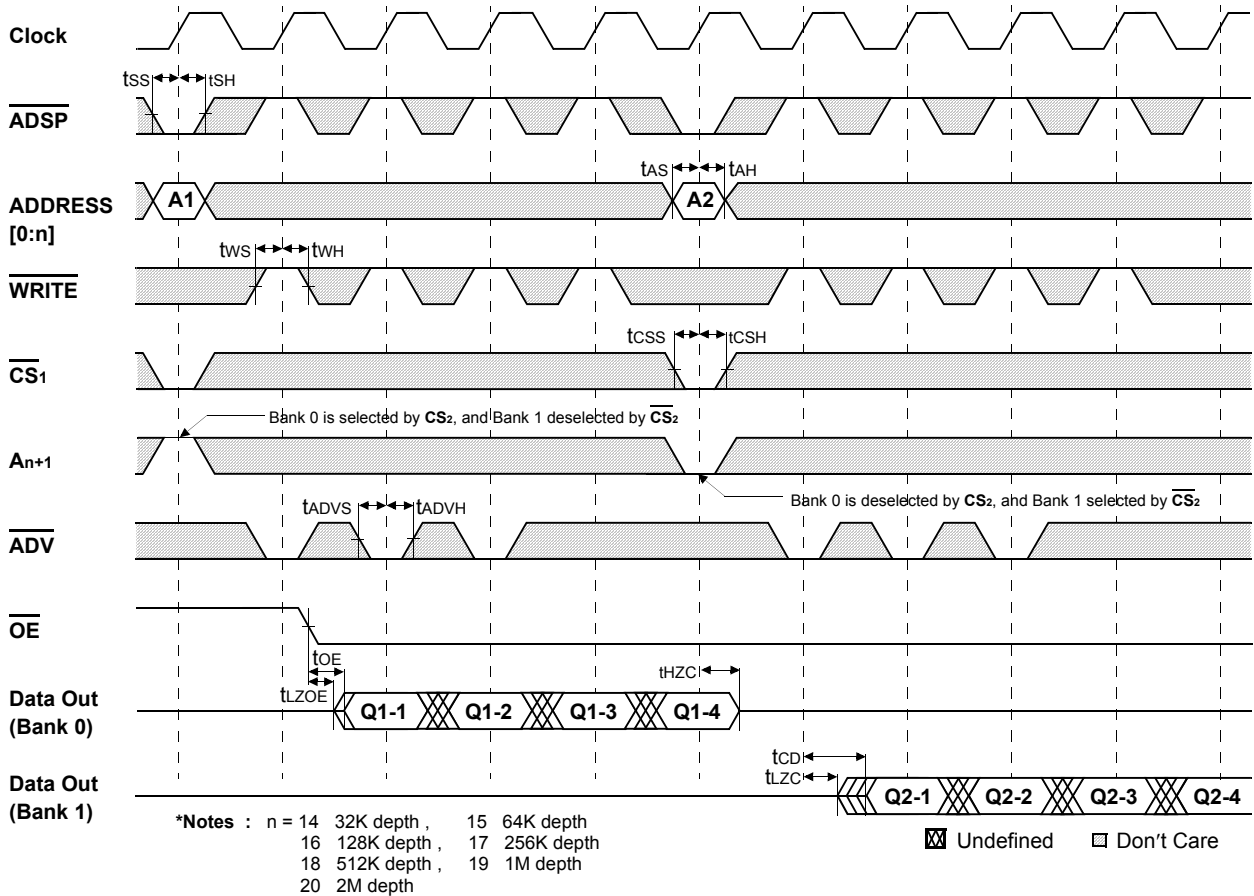 Clock
tSS tSH
ADSP
tAS tAH
ADDRESS
[0:n]
A1 A2
tWS tWH
WRITE
tCSS tCSH
CS1
Bank 0 is selected by CS2, and Bank 1 deselected by CS2
An+1
Bank 0 is deselected by CS2, and Bank 1 selected by CS2
tADVS tADVH
ADV
OE
tOE
tHZC
tLZOE
Data Out
(Bank 0)
Q1-1 Q1-2 Q1-3 Q1-4
tCD
tLZC
Data Out
(Bank 1)
Q2-1 Q2-2 Q2-3 Q2-4
*Notes : n = 14 32K depth , 15 64K depth
16 128K depth , 17 256K depth
18 512K depth , 19 1M depth
20 2M depth
Undefined Don't Care